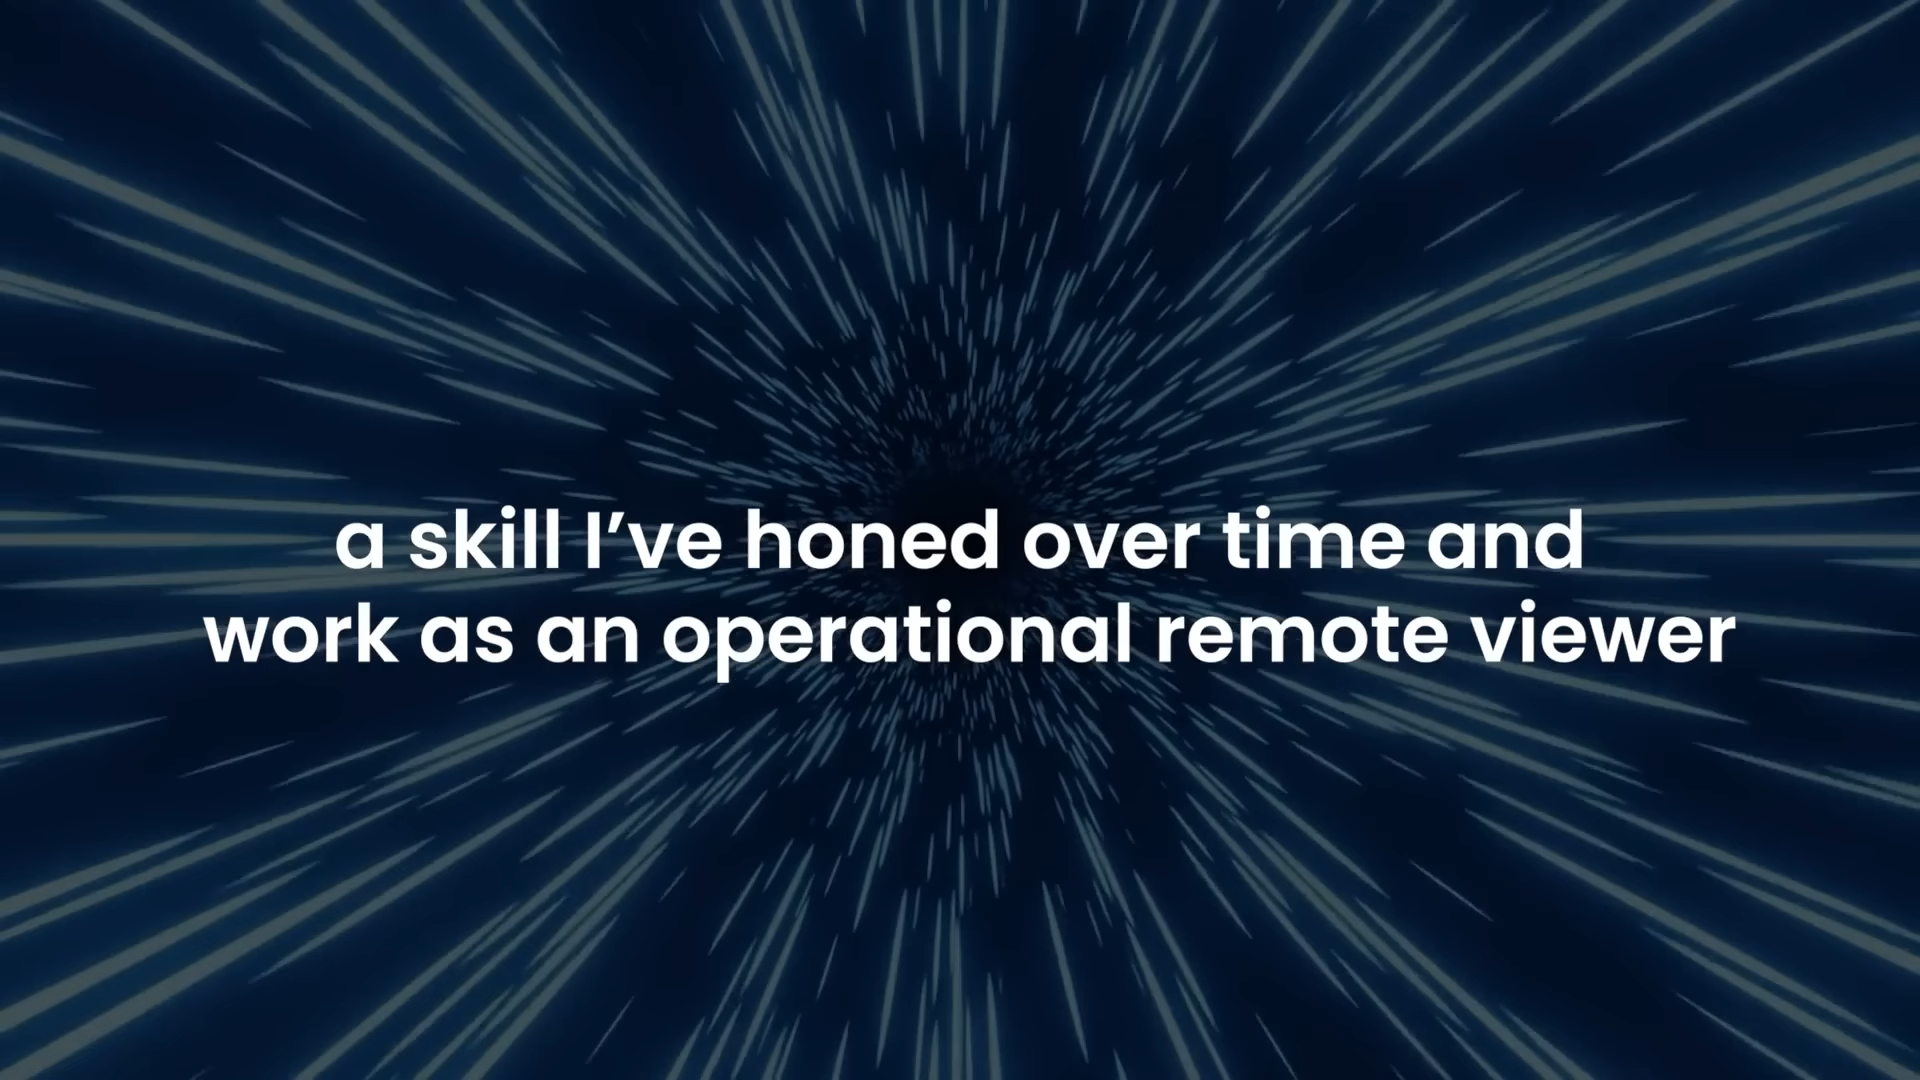 a skill I’ve honed over time and
work as an operational remote viewer